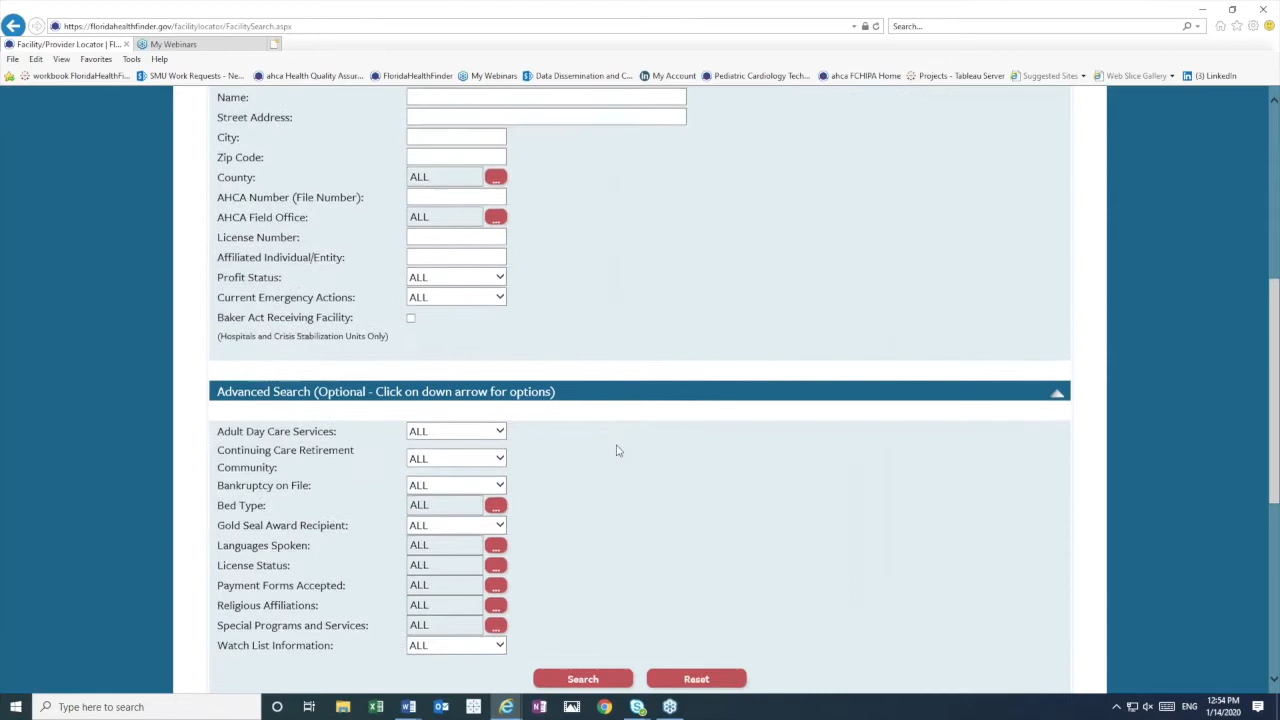 https://floridahealthfinder.gov/facilitylocator/FacilitySearch.aspx
Search...
Facility/Provider Locator | Fl...
My Webinars
File Edit View Favorites Tools Help
workbook FloridaHealthFi... SMU Work Requests - Ne... ahca Health Quality Assur... FloridaHealthFinder My Webinars Data Dissemination and C... My Account Pediatric Cardiology Tech... ahca FCHIPA Home Projects - Tableau Server Suggested Sites Web Slice Gallery (3) LinkedIn
Name:
Street Address:
City:
Zip Code:
County: ALL ...
AHCA Number (File Number):
AHCA Field Office: ALL ...
License Number:
Affiliated Individual/Entity:
Profit Status: ALL
Current Emergency Actions: ALL
Baker Act Receiving Facility:
(Hospitals and Crisis Stabilization Units Only)
Advanced Search (Optional - Click on down arrow for options)
Adult Day Care Services: ALL
Continuing Care Retirement
Community: ALL
Bankruptcy on File: ALL
Bed Type: ALL ...
Gold Seal Award Recipient: ALL
Languages Spoken: ALL ...
License Status: ALL ...
Payment Forms Accepted: ALL ...
Religious Affiliations: ALL ...
Special Programs and Services: ALL ...
Watch List Information: ALL
Search Reset
Type here to search
ENG
12:54 PM
1/14/2020